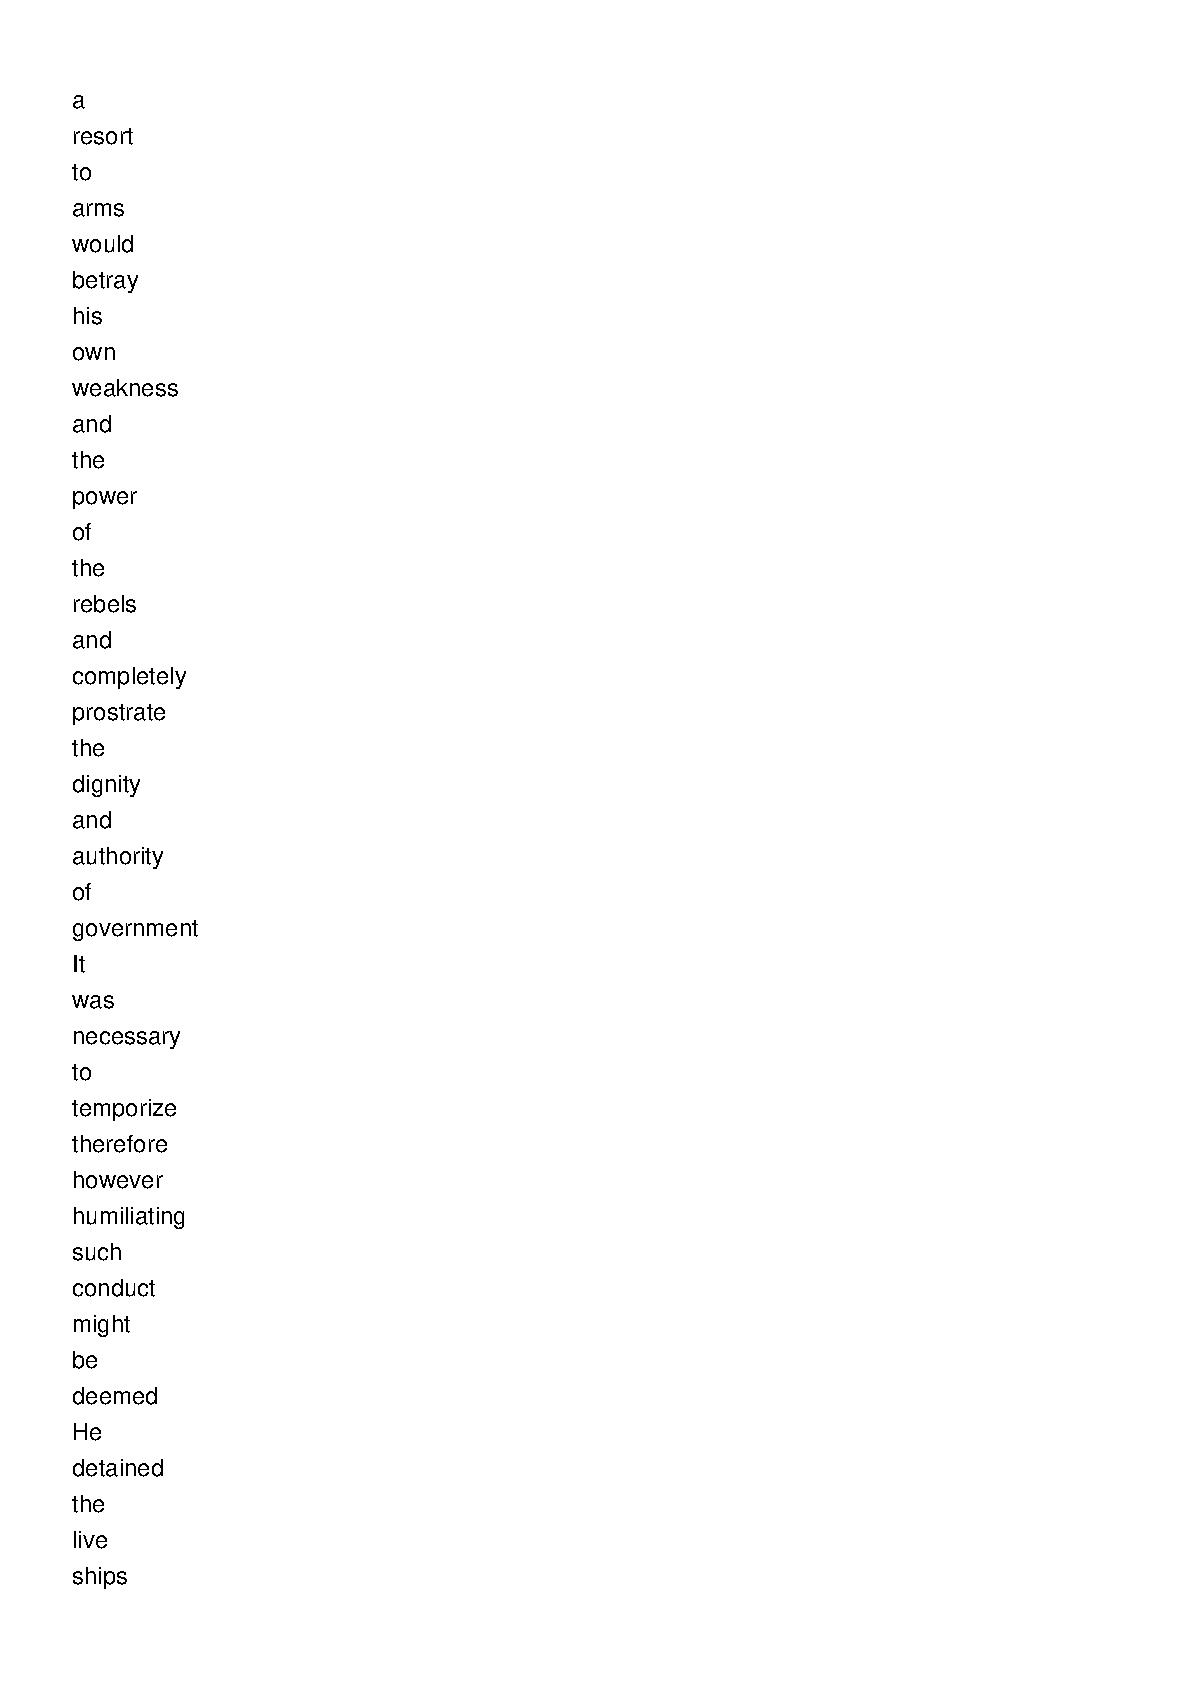 a
resort
to
arms
would
betray
his
own
weakness
and
the
power
of
the
rebels
and
completely
prostrate
the
dignity
and
authority
of
government
It
was
necessary
to
temporize
therefore
however
humiliating
such
conduct
might
be
deemed
He
detained
the
live
ships